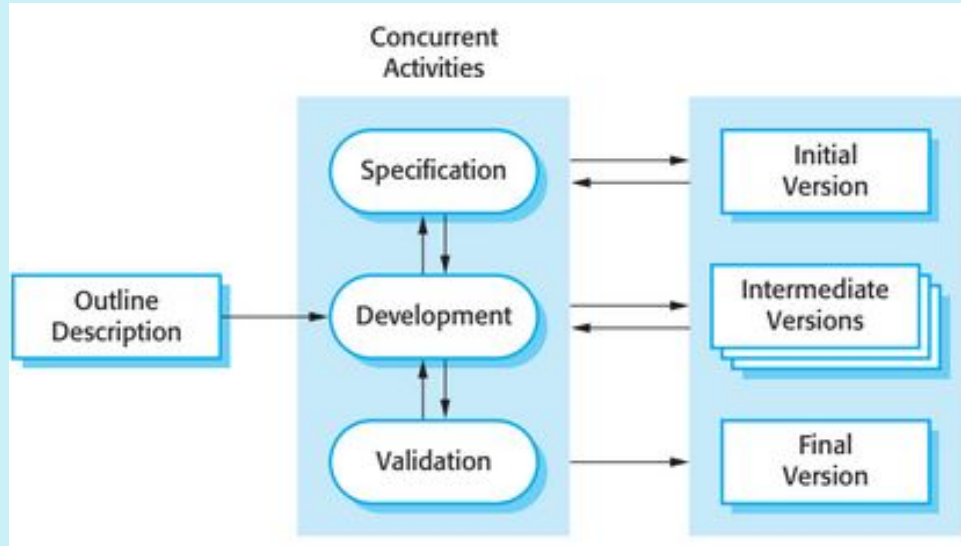 Concurrent
Activities
Specification
Initial
Version
Outline
Description
Development
Intermediate
Versions
Validation
Final
Version